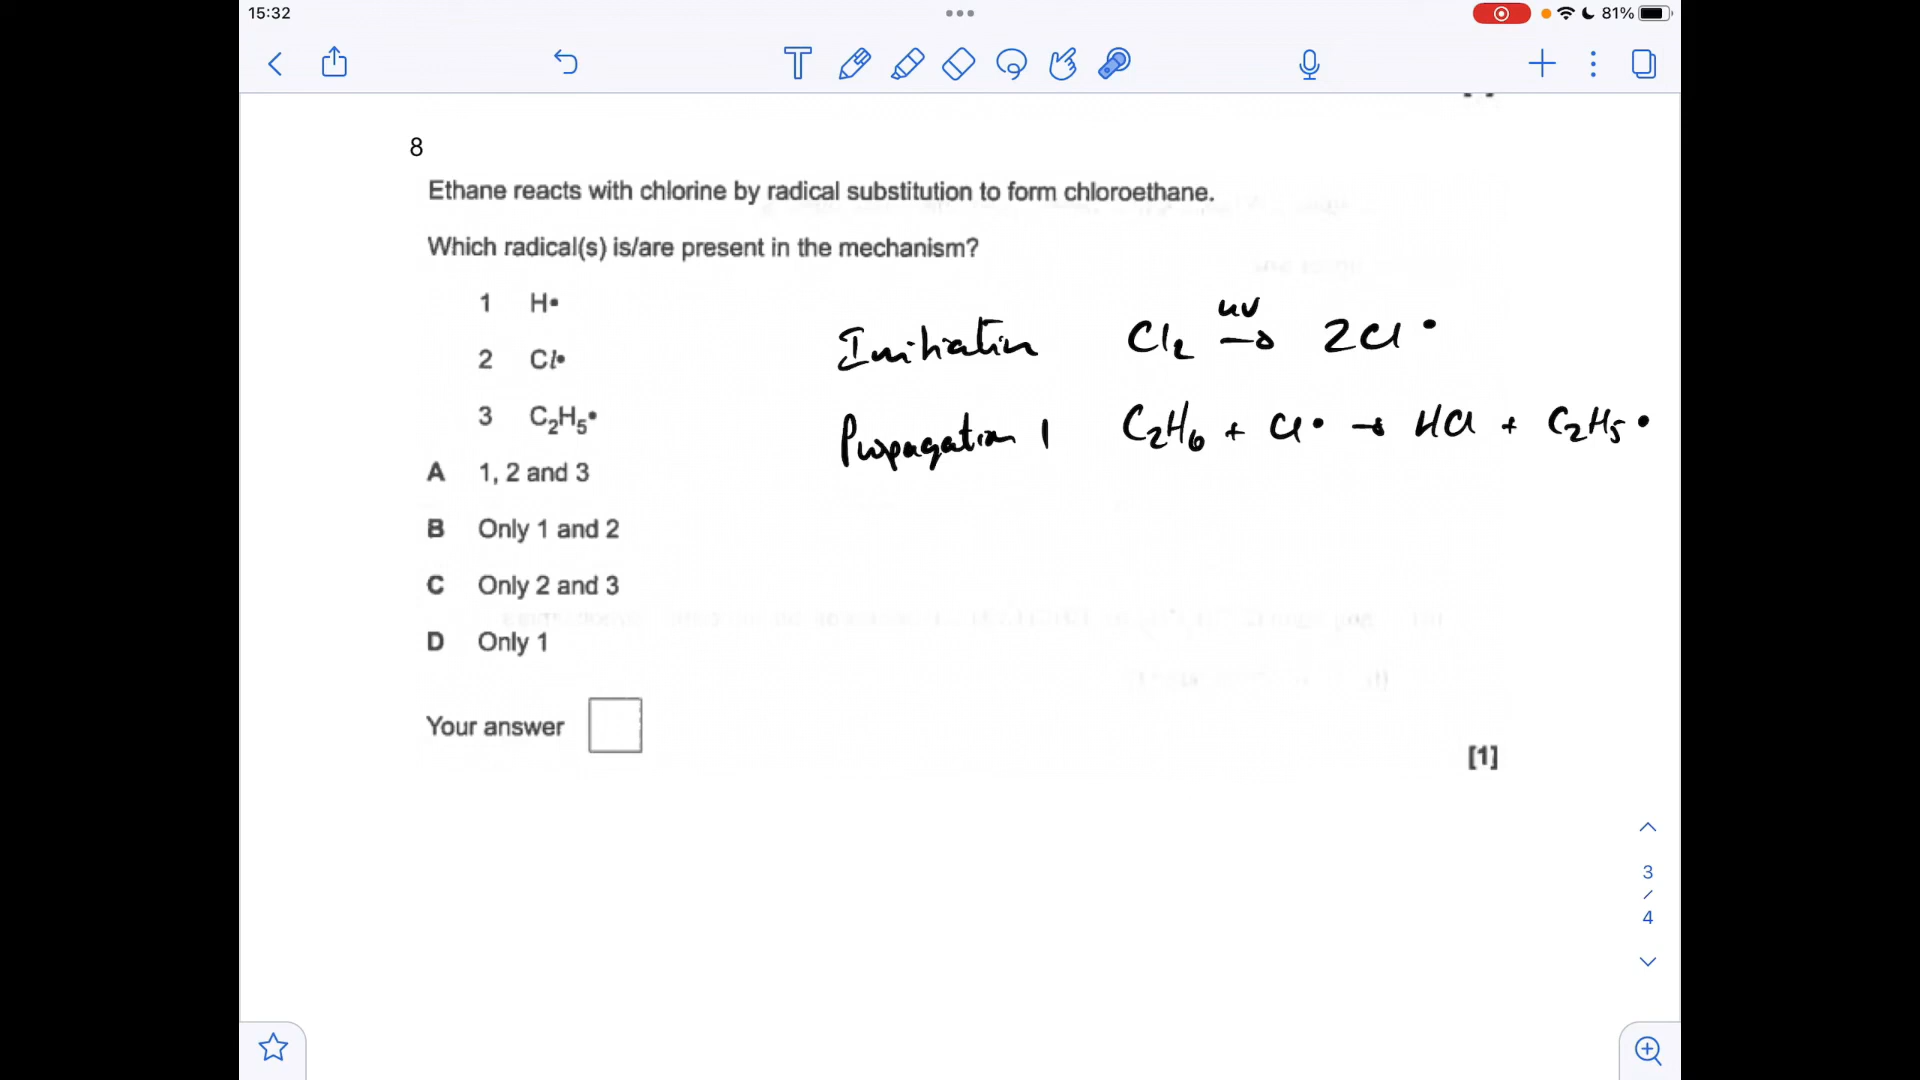 15:32
81%
8
Ethane reacts with chlorine by radical substitution to form chloroethane.
Which radical(s) is/are present in the mechanism?
1 H•
2 Cl•
3 C₂H₅•
A 1, 2 and 3
B Only 1 and 2
C Only 2 and 3
D Only 1
Your answer
[1]
Initiation Cl₂ uv → 2Cl•
Propagation 1 C₂H₆ + Cl• → HCl + C₂H₅•
3
/
4